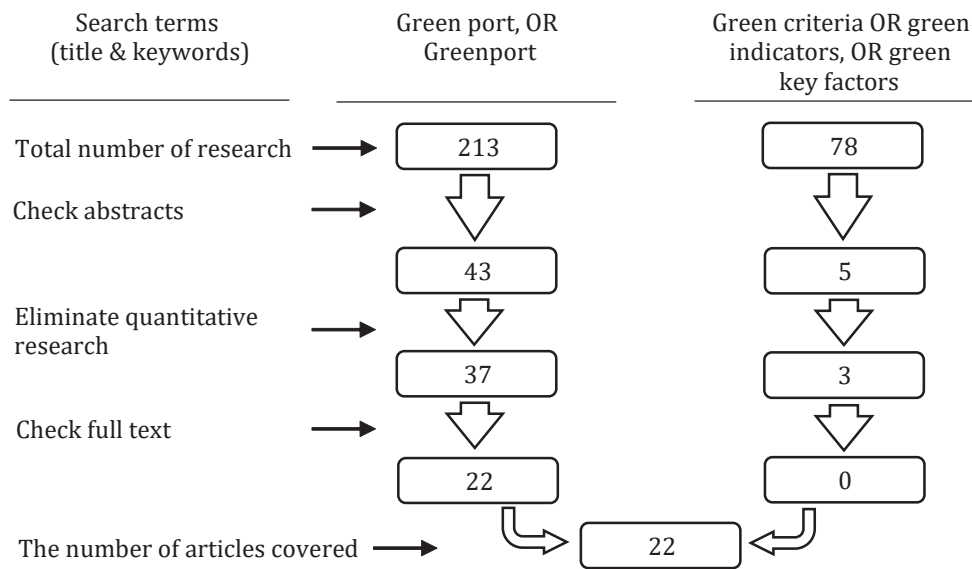 Search terms
(title & keywords)
Green port, OR
Greenport
Green criteria OR green
indicators, OR green
key factors
Total number of research
213
78
Check abstracts
43
5
Eliminate quantitative
research
37
3
Check full text
22
0
The number of articles covered
22